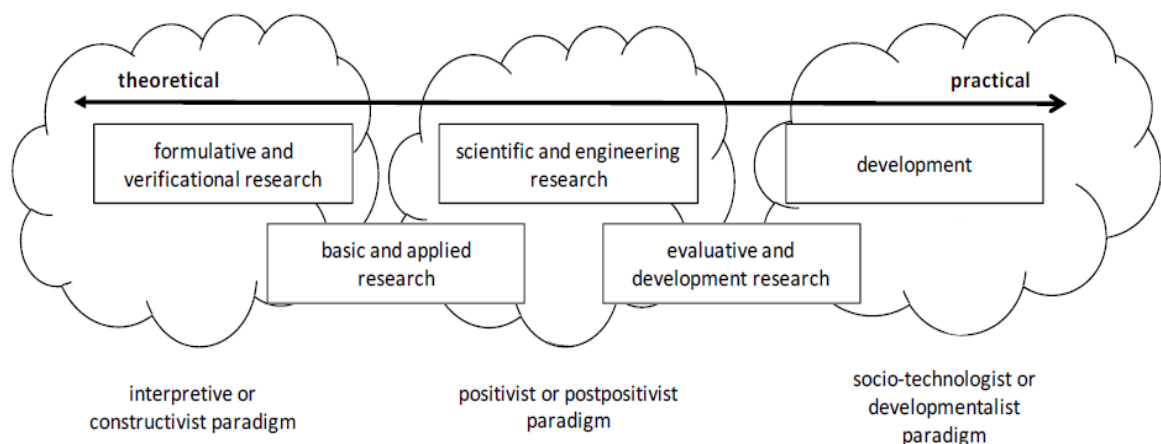 theoretical
practical
formulative and
verificational research
scientific and engineering
research
development
basic and applied
research
evaluative and
development research
interpretive or
constructivist paradigm
positivist or postpositivist
paradigm
socio-technologist or
developmentalist
paradigm